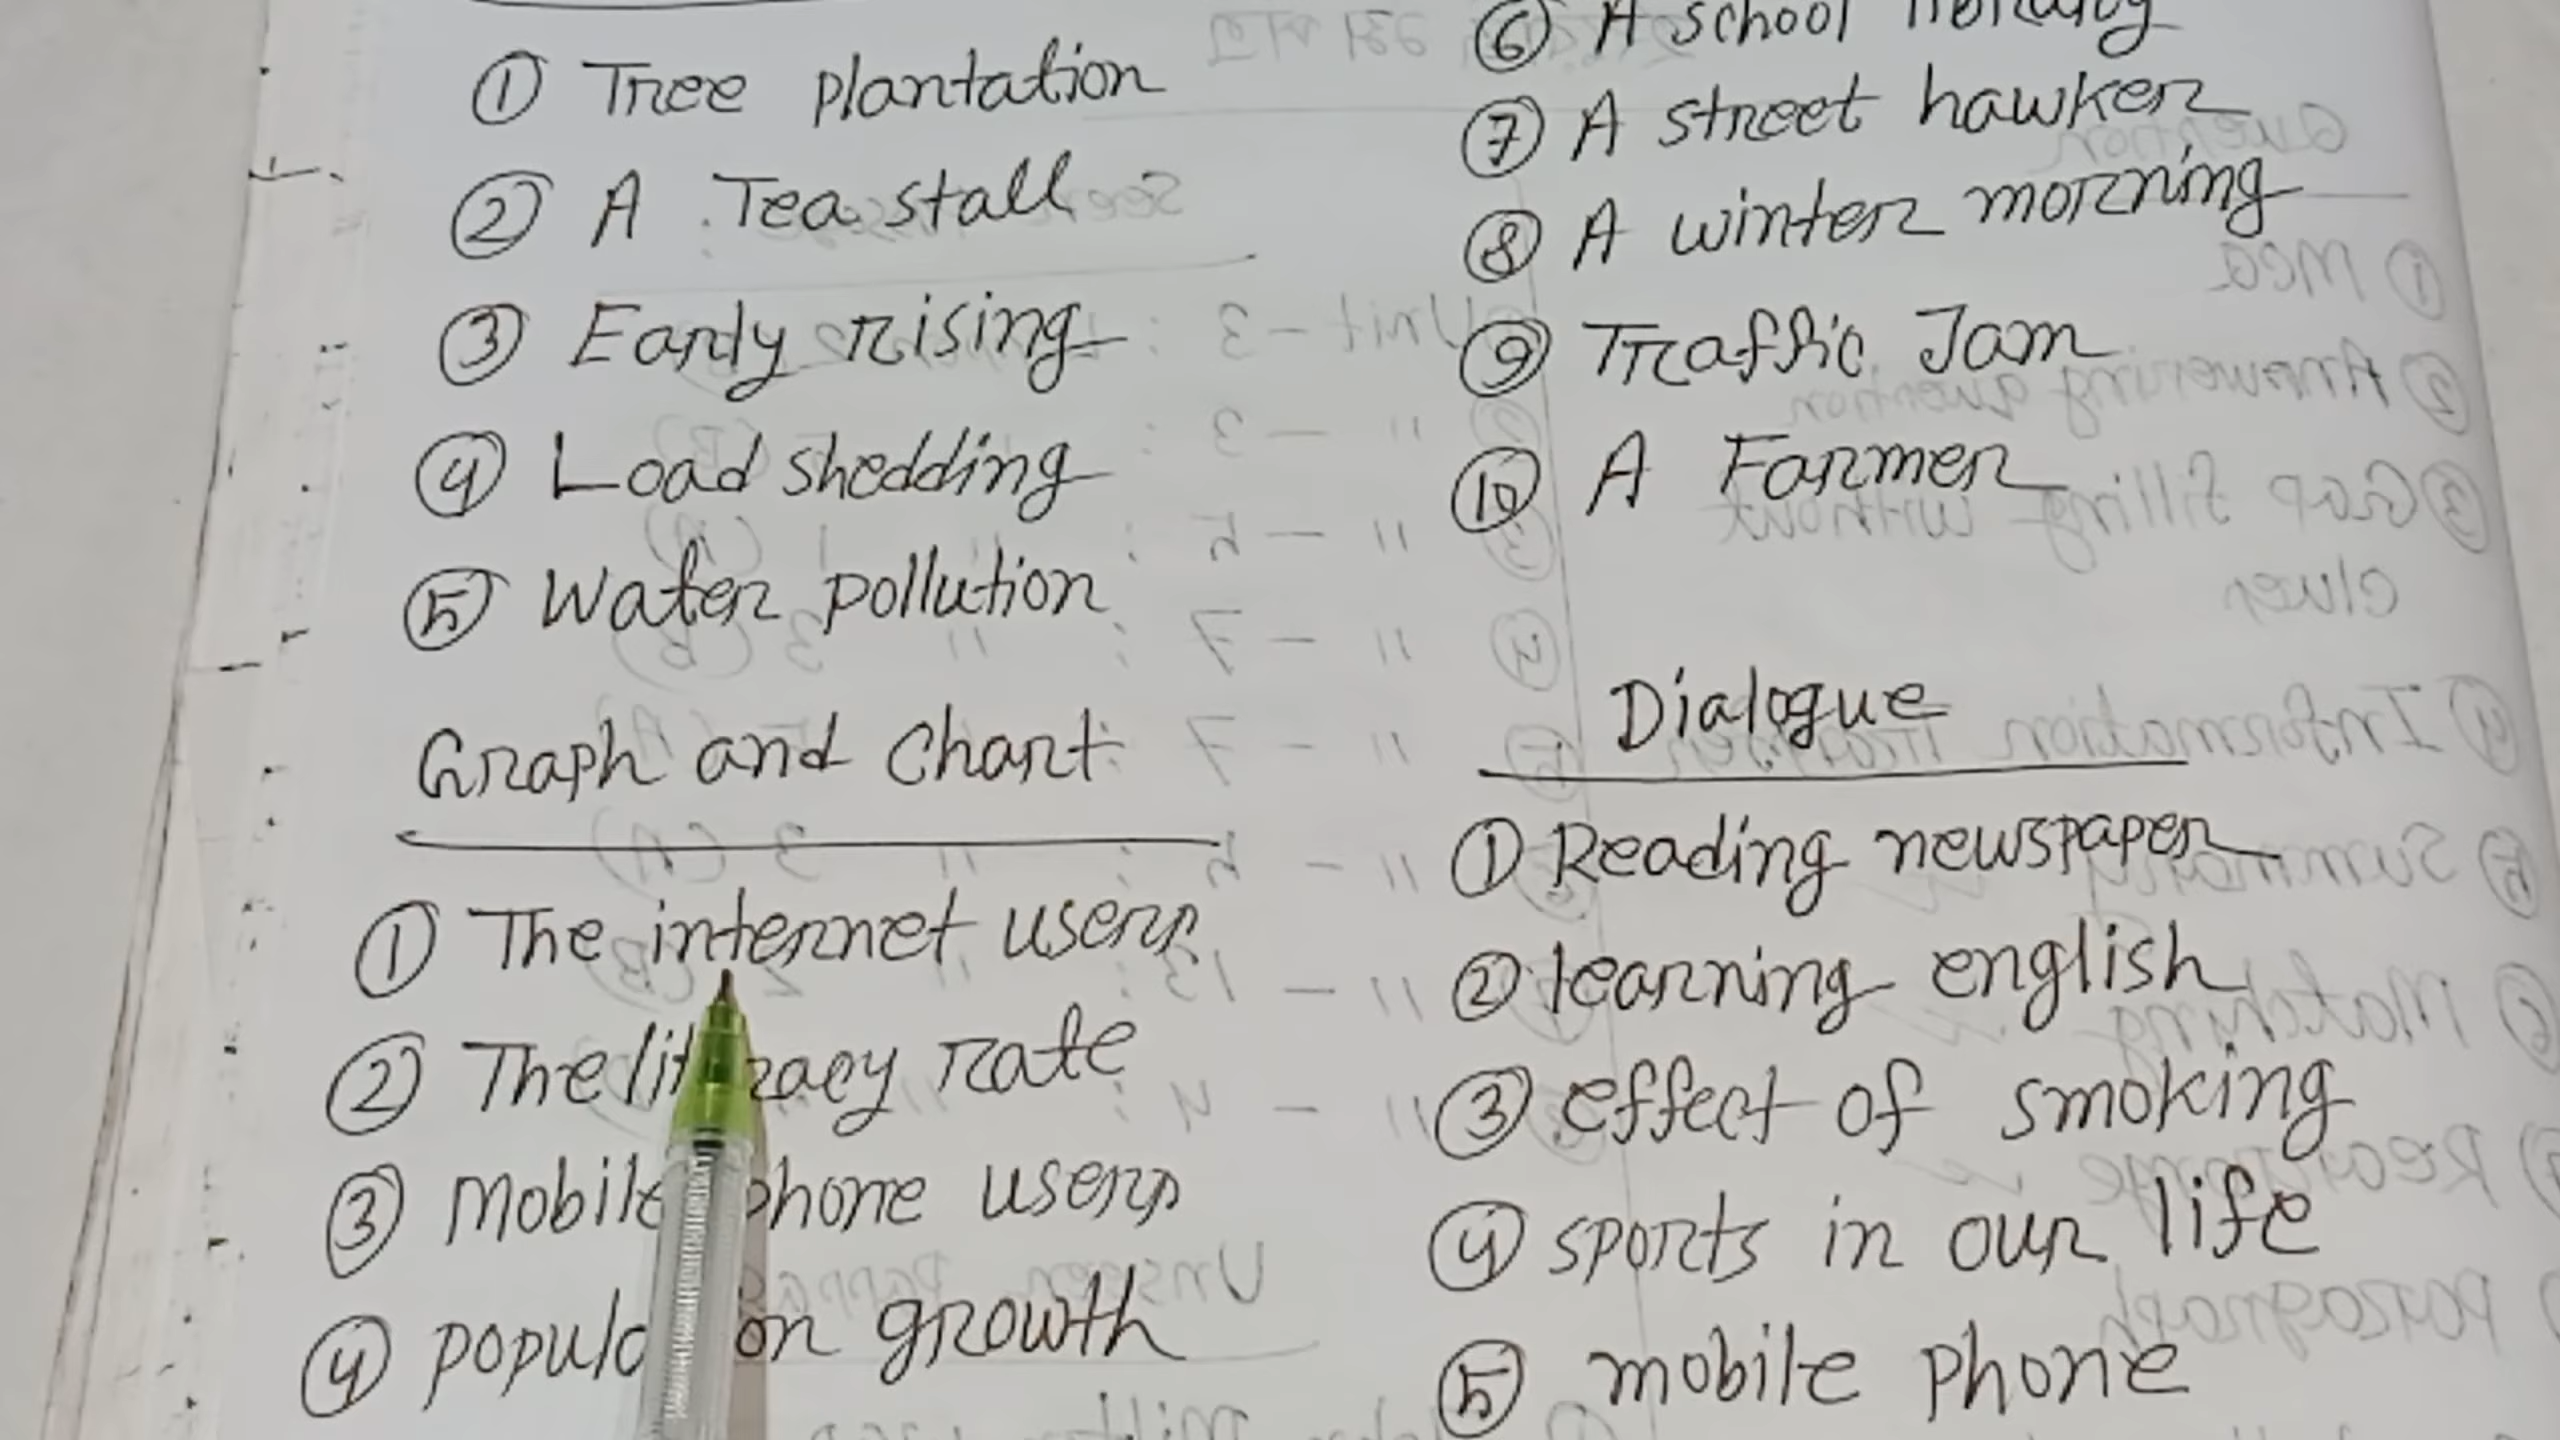 ① Tree plantation
② A Tea stall
③ Early rising
④ Load shedding
⑤ Water pollution
Graph and Chart
① The internet users
② The literacy rate
③ Mobile phone users
④ population growth
⑥ A school library
⑦ A street hawker
⑧ A winter morning
⑨ Traffic Jam
⑩ A Farmer
Dialogue
① Reading newspaper
② learning english
③ effect of smoking
④ sports in our life
⑤ mobile phone